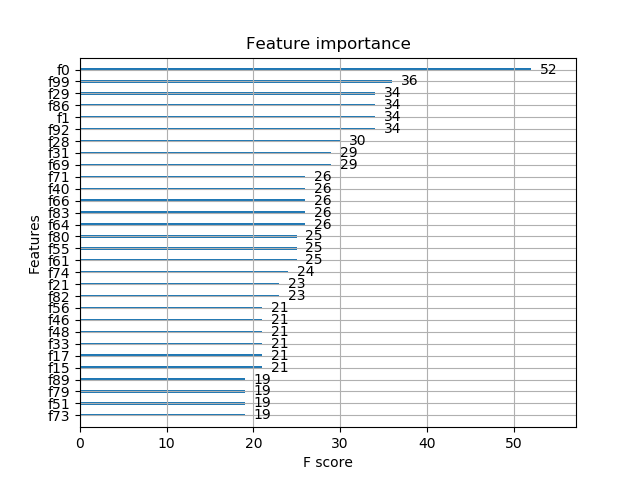 Feature importance
f0 52
f99 36
f29 34
f86 34
f1 34
f92 34
f28 30
f31 29
f69 29
f71 26
f40 26
f66 26
f83 26
f64 26
f80 25
f55 25
f61 25
f74 24
f21 23
f82 23
f56 21
f46 21
f48 21
f33 21
f17 21
f15 21
f89 19
f79 19
f51 19
f73 19
Features
0 10 20 30 40 50
F score